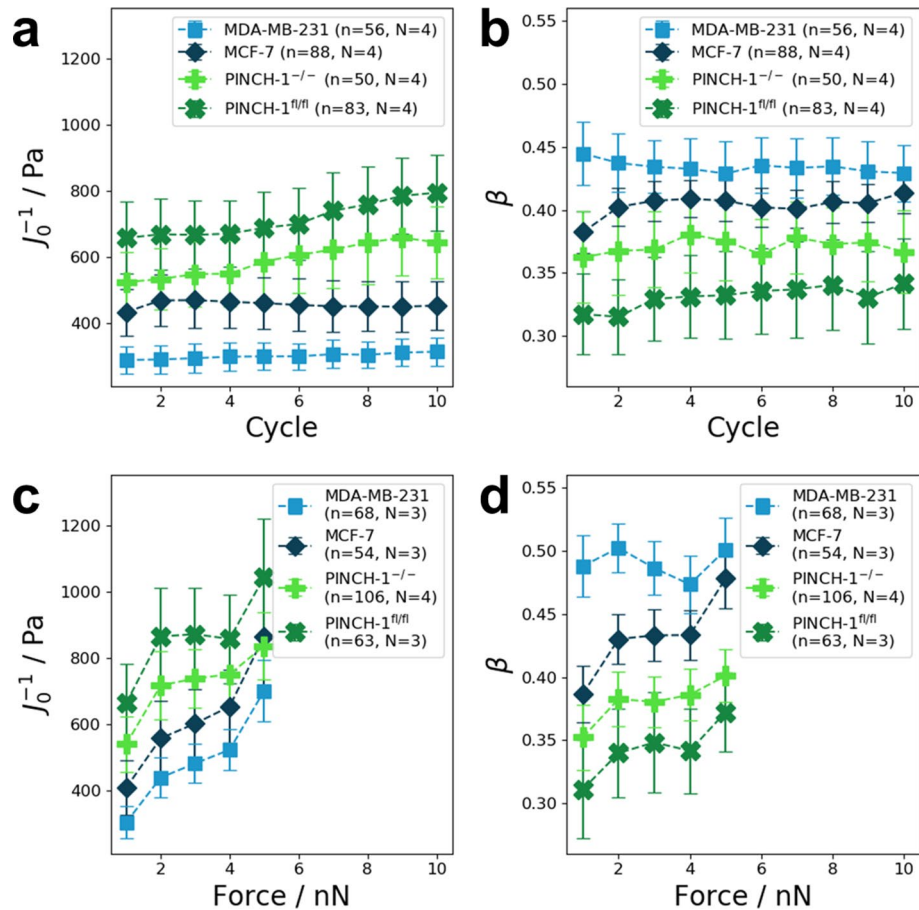 a
MDA-MB-231 (n=56, N=4)
MCF-7 (n=88, N=4)
PINCH-1⁻/⁻ (n=50, N=4)
PINCH-1ᶠˡ/ᶠˡ (n=83, N=4)
1200
1000
800
600
400
J₀⁻¹ / Pa
2 4 6 8 10
Cycle
b
MDA-MB-231 (n=56, N=4)
MCF-7 (n=88, N=4)
PINCH-1⁻/⁻ (n=50, N=4)
PINCH-1ᶠˡ/ᶠˡ (n=83, N=4)
0.55
0.50
0.45
0.40
0.35
0.30
β
2 4 6 8 10
Cycle
c
MDA-MB-231
(n=68, N=3)
MCF-7
(n=54, N=3)
PINCH-1⁻/⁻
(n=106, N=4)
PINCH-1ᶠˡ/ᶠˡ
(n=63, N=3)
1200
1000
800
600
400
J₀⁻¹ / Pa
2 4 6 8 10
Force / nN
d
MDA-MB-231
(n=68, N=3)
MCF-7
(n=54, N=3)
PINCH-1⁻/⁻
(n=106, N=4)
PINCH-1ᶠˡ/ᶠˡ
(n=63, N=3)
0.55
0.50
0.45
0.40
0.35
0.30
β
2 4 6 8 10
Force / nN